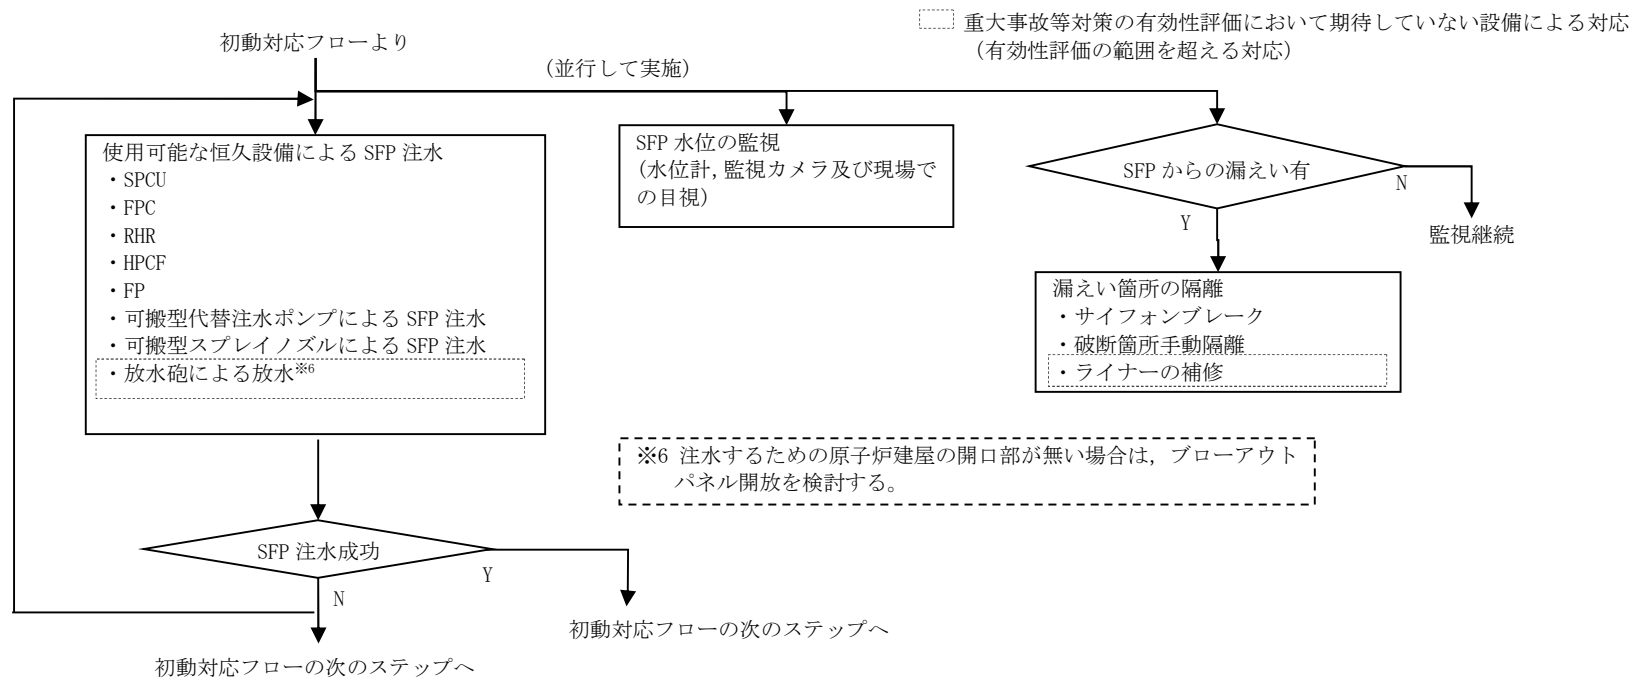 重大事故等対策の有効性評価において期待していない設備による対応
（有効性評価の範囲を超える対応）
初動対応フローより
（並行して実施）
使用可能な恒久設備による SFP 注水
・SPCU
・FPC
・RHR
・HPCF
・FP
・可搬型代替注水ポンプによる SFP 注水
・可搬型スプレイノズルによる SFP 注水
・放水砲による放水※6
SFP 水位の監視
（水位計,監視カメラ及び現場で
の目視）
SFP からの漏えい有
N
Y
監視継続
漏えい箇所の隔離
・サイフォンブレーク
・破断箇所手動隔離
・ライナーの補修
※6 注水するための原子炉建屋の開口部が無い場合は，ブローアウト
パネル開放を検討する。
SFP 注水成功
Y
N
初動対応フローの次のステップへ
初動対応フローの次のステップへ